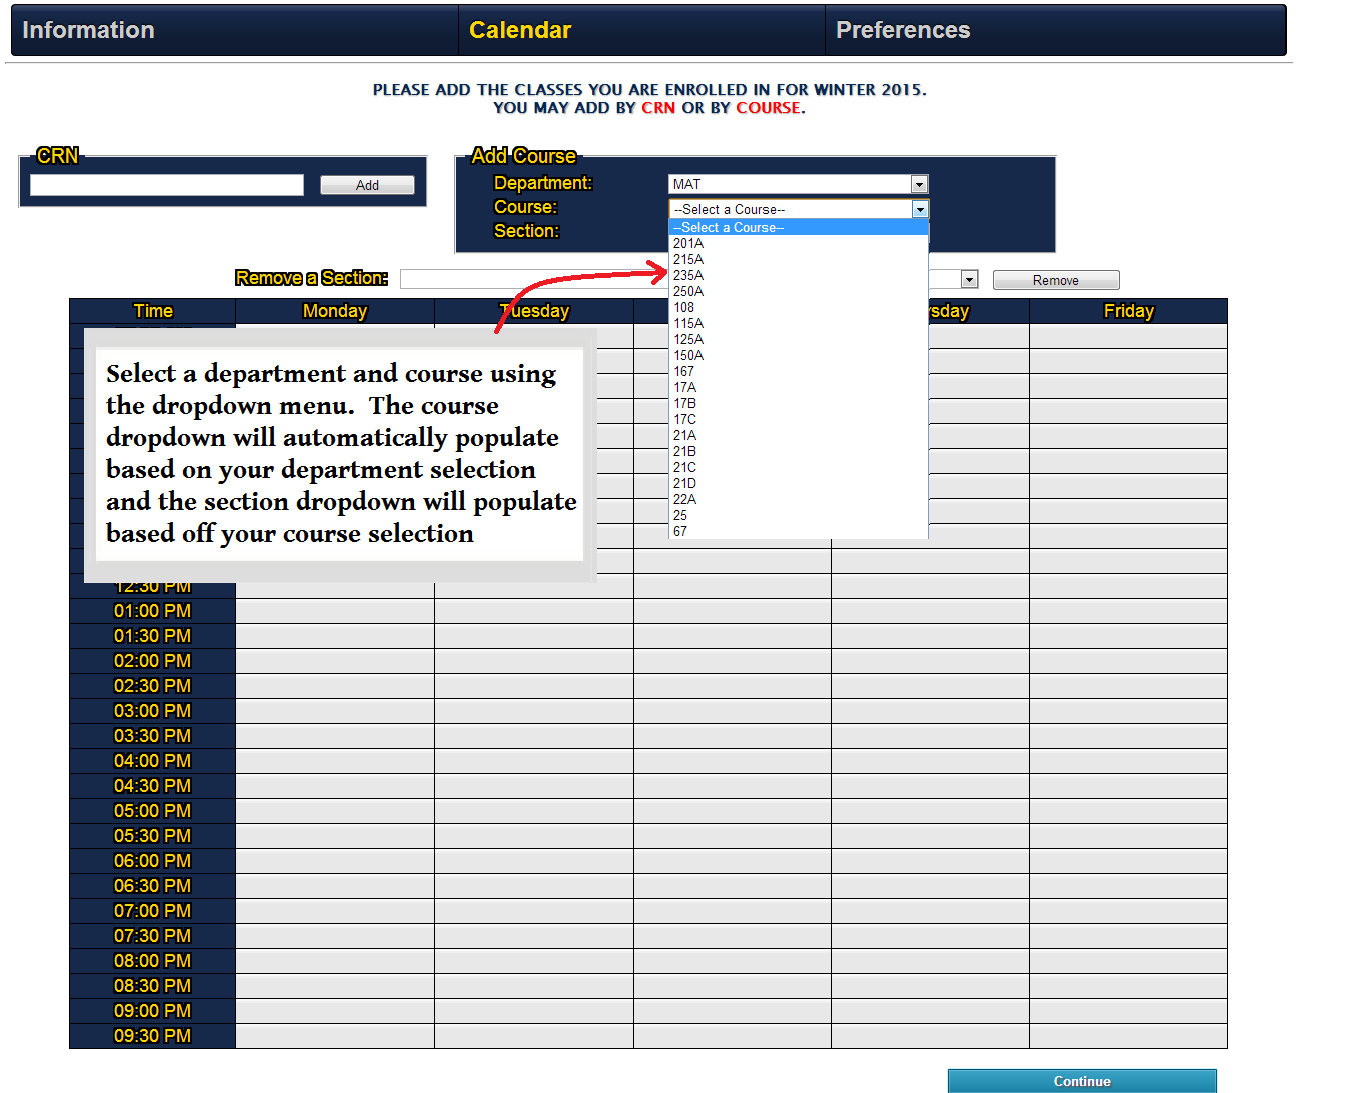 Information
Calendar
Preferences
PLEASE ADD THE CLASSES YOU ARE ENROLLED IN FOR WINTER 2015.
YOU MAY ADD BY CRN OR BY COURSE.
CRN
Add
Add Course
Department:
MAT
Course:
--Select a Course--
Section:
--Select a Course--
201A
215A
235A
250A
108
115A
125A
150A
167
17A
17B
17C
21A
21B
21C
21D
22A
25
67
Remove a Section:
Remove
Time
Monday
Tuesday
Friday
Select a department and course using
the dropdown menu.  The course
dropdown will automatically populate
based on your department selection
and the section dropdown will populate
based off your course selection
12:30 PM
01:00 PM
01:30 PM
02:00 PM
02:30 PM
03:00 PM
03:30 PM
04:00 PM
04:30 PM
05:00 PM
05:30 PM
06:00 PM
06:30 PM
07:00 PM
07:30 PM
08:00 PM
08:30 PM
09:00 PM
09:30 PM
Continue